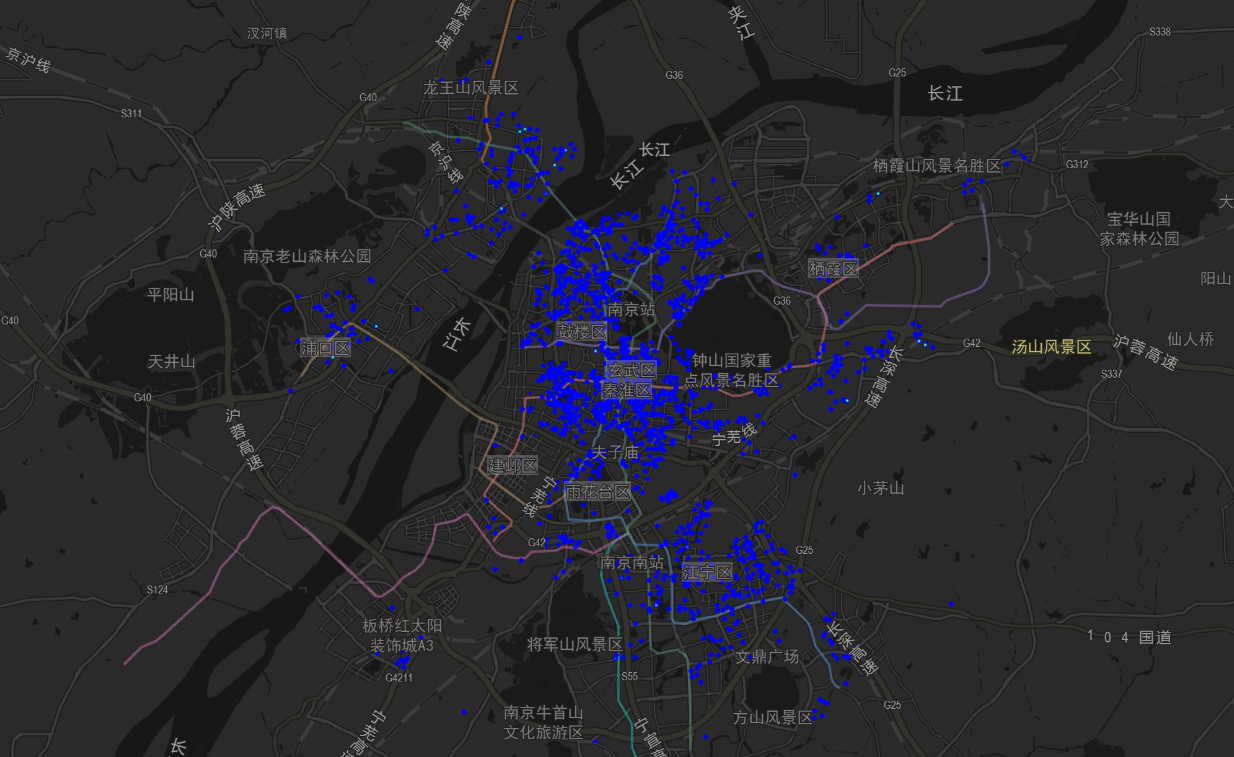 陕高速
夹江
汊河镇
S338
京沪线
G36
G25
龙王山风景区
长江
G40
S311
京沪线
长江
长江
栖霞山风景名胜区
G312
沪陕高速
大
宝华山国
家森林公园
G40
南京老山森林公园
栖霞区
阳山
平阳山
G36
南京站
G40
长江
鼓楼区
仙人桥
浦口区
G42
汤山风景区
沪蓉高速
天井山
玄武区
钟山国家重
点风景名胜区
长深高速
S337
秦淮区
G40
沪蓉高速
宁芜线
夫子庙
建邺区
宁芜线
雨花台区
小茅山
G42
南京南站
江宁区
G25
S124
板桥红太阳
装饰城A3
将军山风景区
文鼎广场
长深高速
104国道
G4211
S55
G25
南京牛首山
文化旅游区
方山风景区
宁芜高
宁宣高
长